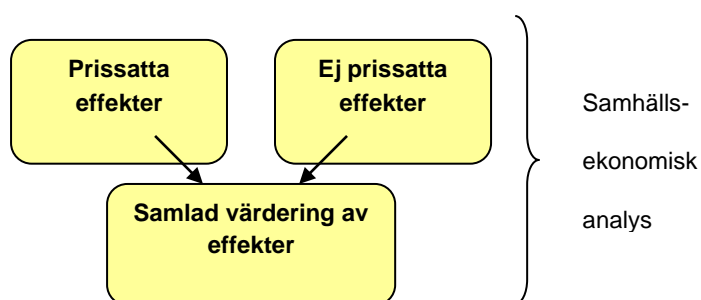 Prissatta
effekter
Ej prissatta
effekter
Samlad värdering av
effekter
Samhälls-
ekonomisk
analys